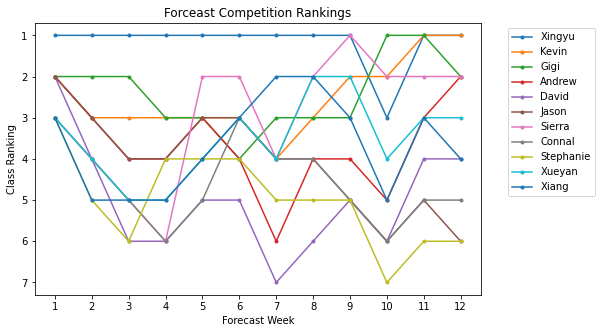 Forceast Competition Rankings
Class Ranking
1
2
3
4
5
6
7
1 2 3 4 5 6 7 8 9 10 11 12
Forecast Week
Xingyu
Kevin
Gigi
Andrew
David
Jason
Sierra
Connal
Stephanie
Xueyan
Xiang